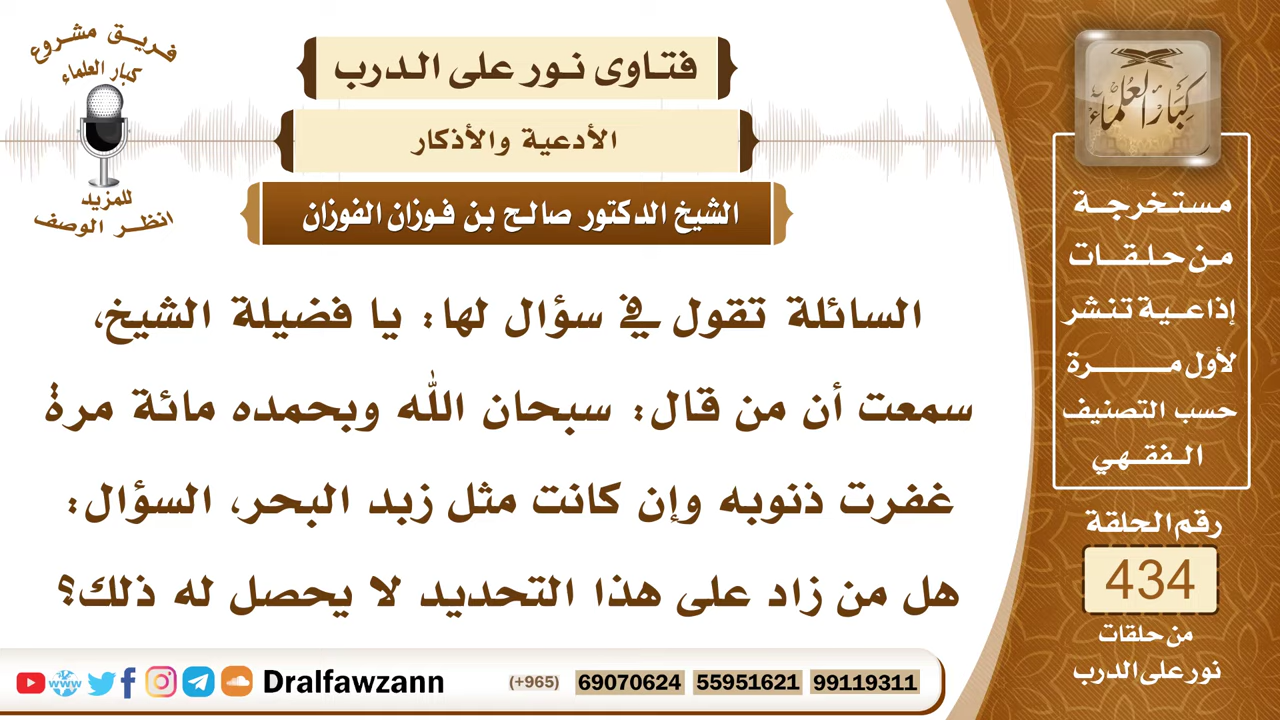 فريق مشروع
كبار العلماء
للمزيد
انظر الوصف
فتاوى نور على الدرب
الأدعية والأذكار
الشيخ الدكتور صالح بن فوزان الفوزان
السائلة تقول في سؤال لها: يا فضيلة الشيخ،
سمعت أن من قال: سبحان الله وبحمده مائة مرة
غفرت ذنوبه وإن كانت مثل زبد البحر، السؤال:
هل من زاد على هذا التحديد لا يحصل له ذلك؟
كبار العلماء
مستخرجة
من حلقات
إذاعية تنشر
لأول مرة
حسب التصنيف
الفقهي
رقم الحلقة
434
من حلقات
نور على الدرب
www Dralfawzann (+965) 69070624 55951621 99119311